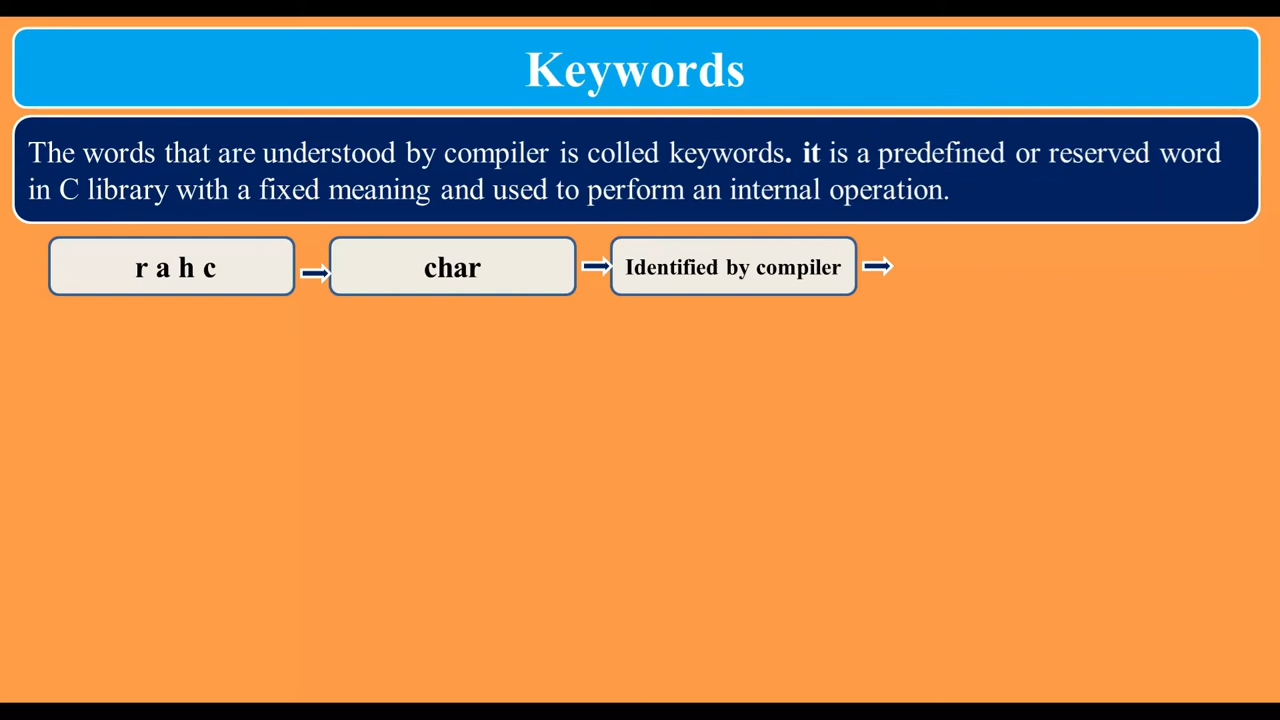 Keywords
The words that are understood by compiler is colled keywords. it is a predefined or reserved word
in C library with a fixed meaning and used to perform an internal operation.
r a h c
char
Identified by compiler